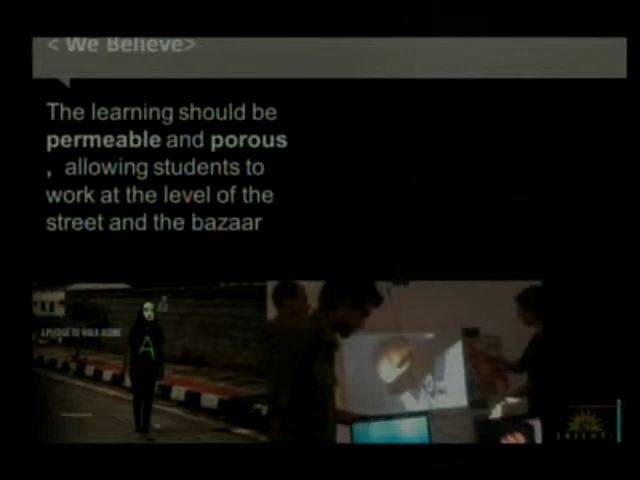 < We Believe>
The learning should be
permeable and porous
, allowing students to
work at the level of the
street and the bazaar
I PLEDGE TO WALK ALONE
A